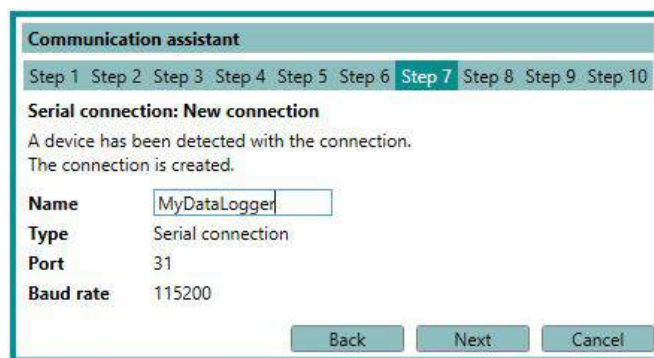 Communication assistant
Step 1 Step 2 Step 3 Step 4 Step 5 Step 6 Step 7 Step 8 Step 9 Step 10
Serial connection: New connection
A device has been detected with the connection.
The connection is created.
Name MyDataLogger
Type Serial connection
Port 31
Baud rate 115200
Back Next Cancel